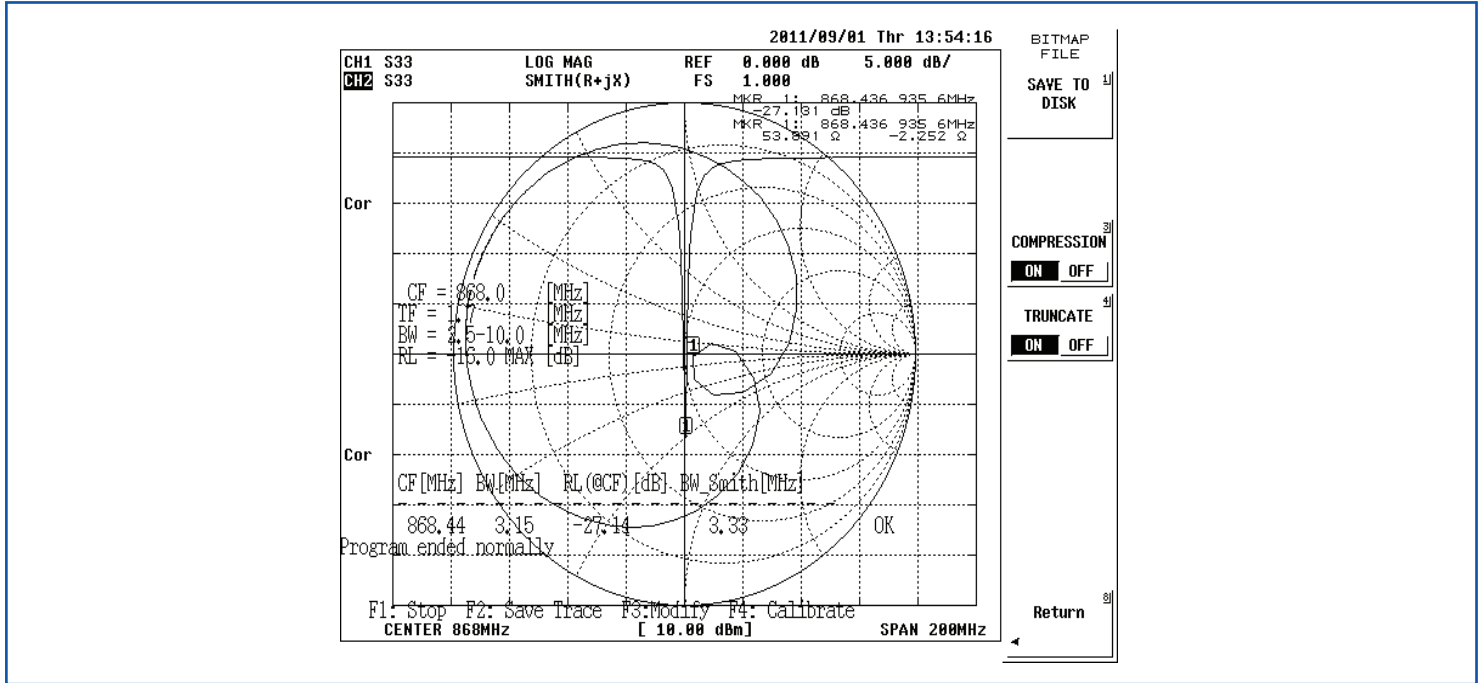 2011/09/01 Thr 13:54:16
CH1 S33 LOG MAG REF 0.000 dB 5.000 dB/
CH2 S33 SMITH(R+jX) FS 1.000
MKR 1: 868.436 935 6MHz
-27.131 dB
MKR 1: 868.436 935 6MHz
53.891 Ω -2.252 Ω
Cor
CF = 868.0 [MHz]
TF = 1.7 [MHz]
BW = 2.5-10.0 [MHz]
RL = -16.0 MAX [dB]
1
1
Cor
CF[MHz] BW[MHz] RL(@CF)[dB] BW_Smith[MHz]
868.44 3.15 -27.14 3.33 OK
Program ended normally
F1: Stop F2: Save Trace F3:Modify F4: Calibrate
CENTER 868MHz [ 10.00 dBm] SPAN 200MHz
BITMAP
FILE
SAVE TO 1
DISK
3
COMPRESSION
ON OFF
4
TRUNCATE
ON OFF
8
Return